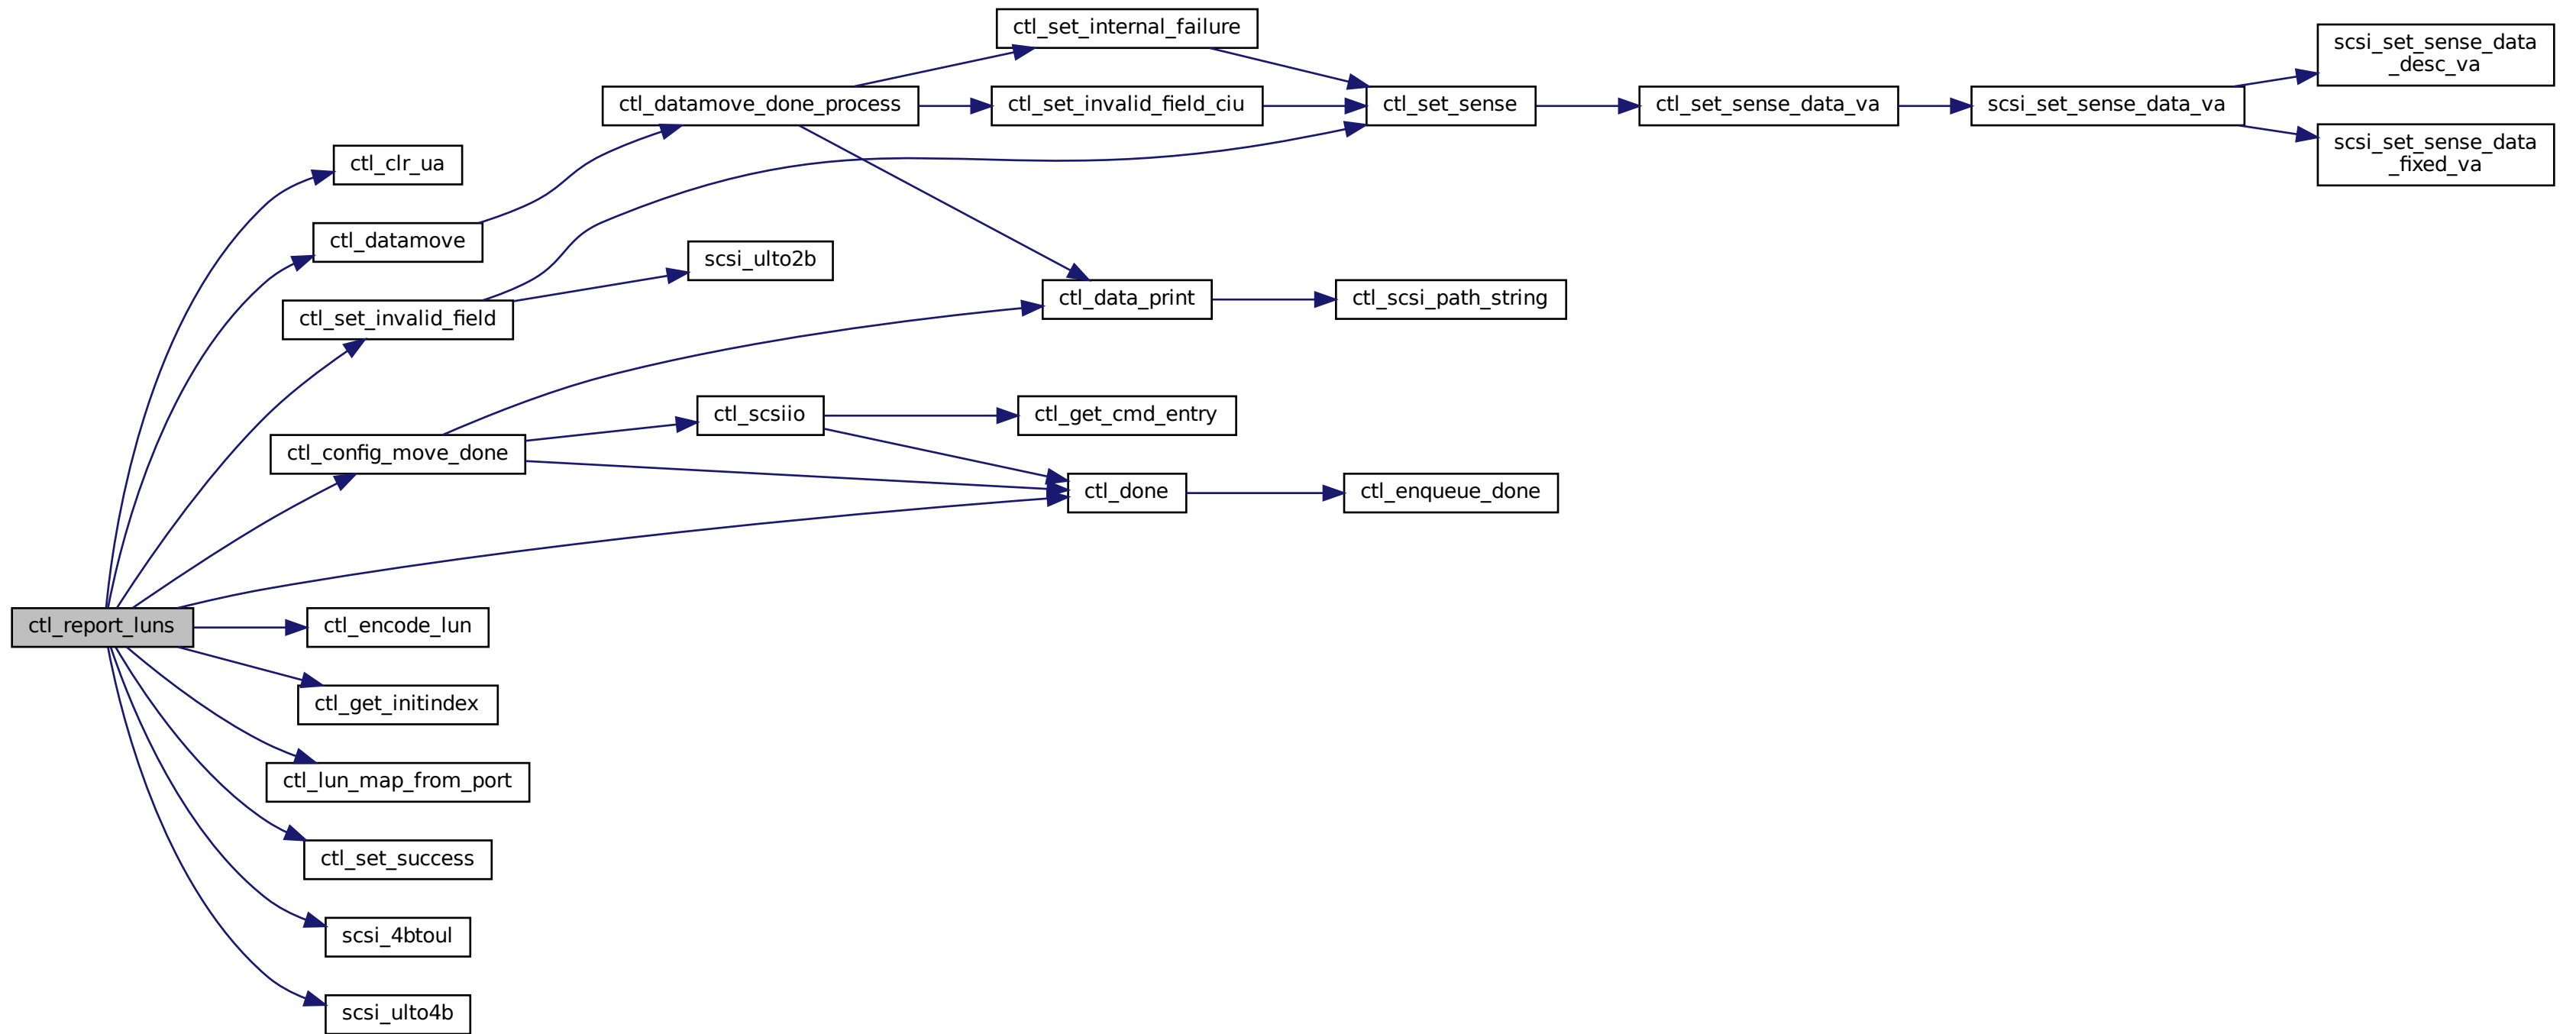 ctl_set_internal_failure
scsi_set_sense_data
_desc_va
ctl_datamove_done_process
ctl_set_invalid_field_ciu
ctl_set_sense
ctl_set_sense_data_va
scsi_set_sense_data_va
scsi_set_sense_data
_fixed_va
ctl_clr_ua
ctl_datamove
scsi_ulto2b
ctl_set_invalid_field
ctl_data_print
ctl_scsi_path_string
ctl_scsiio
ctl_get_cmd_entry
ctl_config_move_done
ctl_done
ctl_enqueue_done
ctl_report_luns
ctl_encode_lun
ctl_get_initindex
ctl_lun_map_from_port
ctl_set_success
scsi_4btoul
scsi_ulto4b